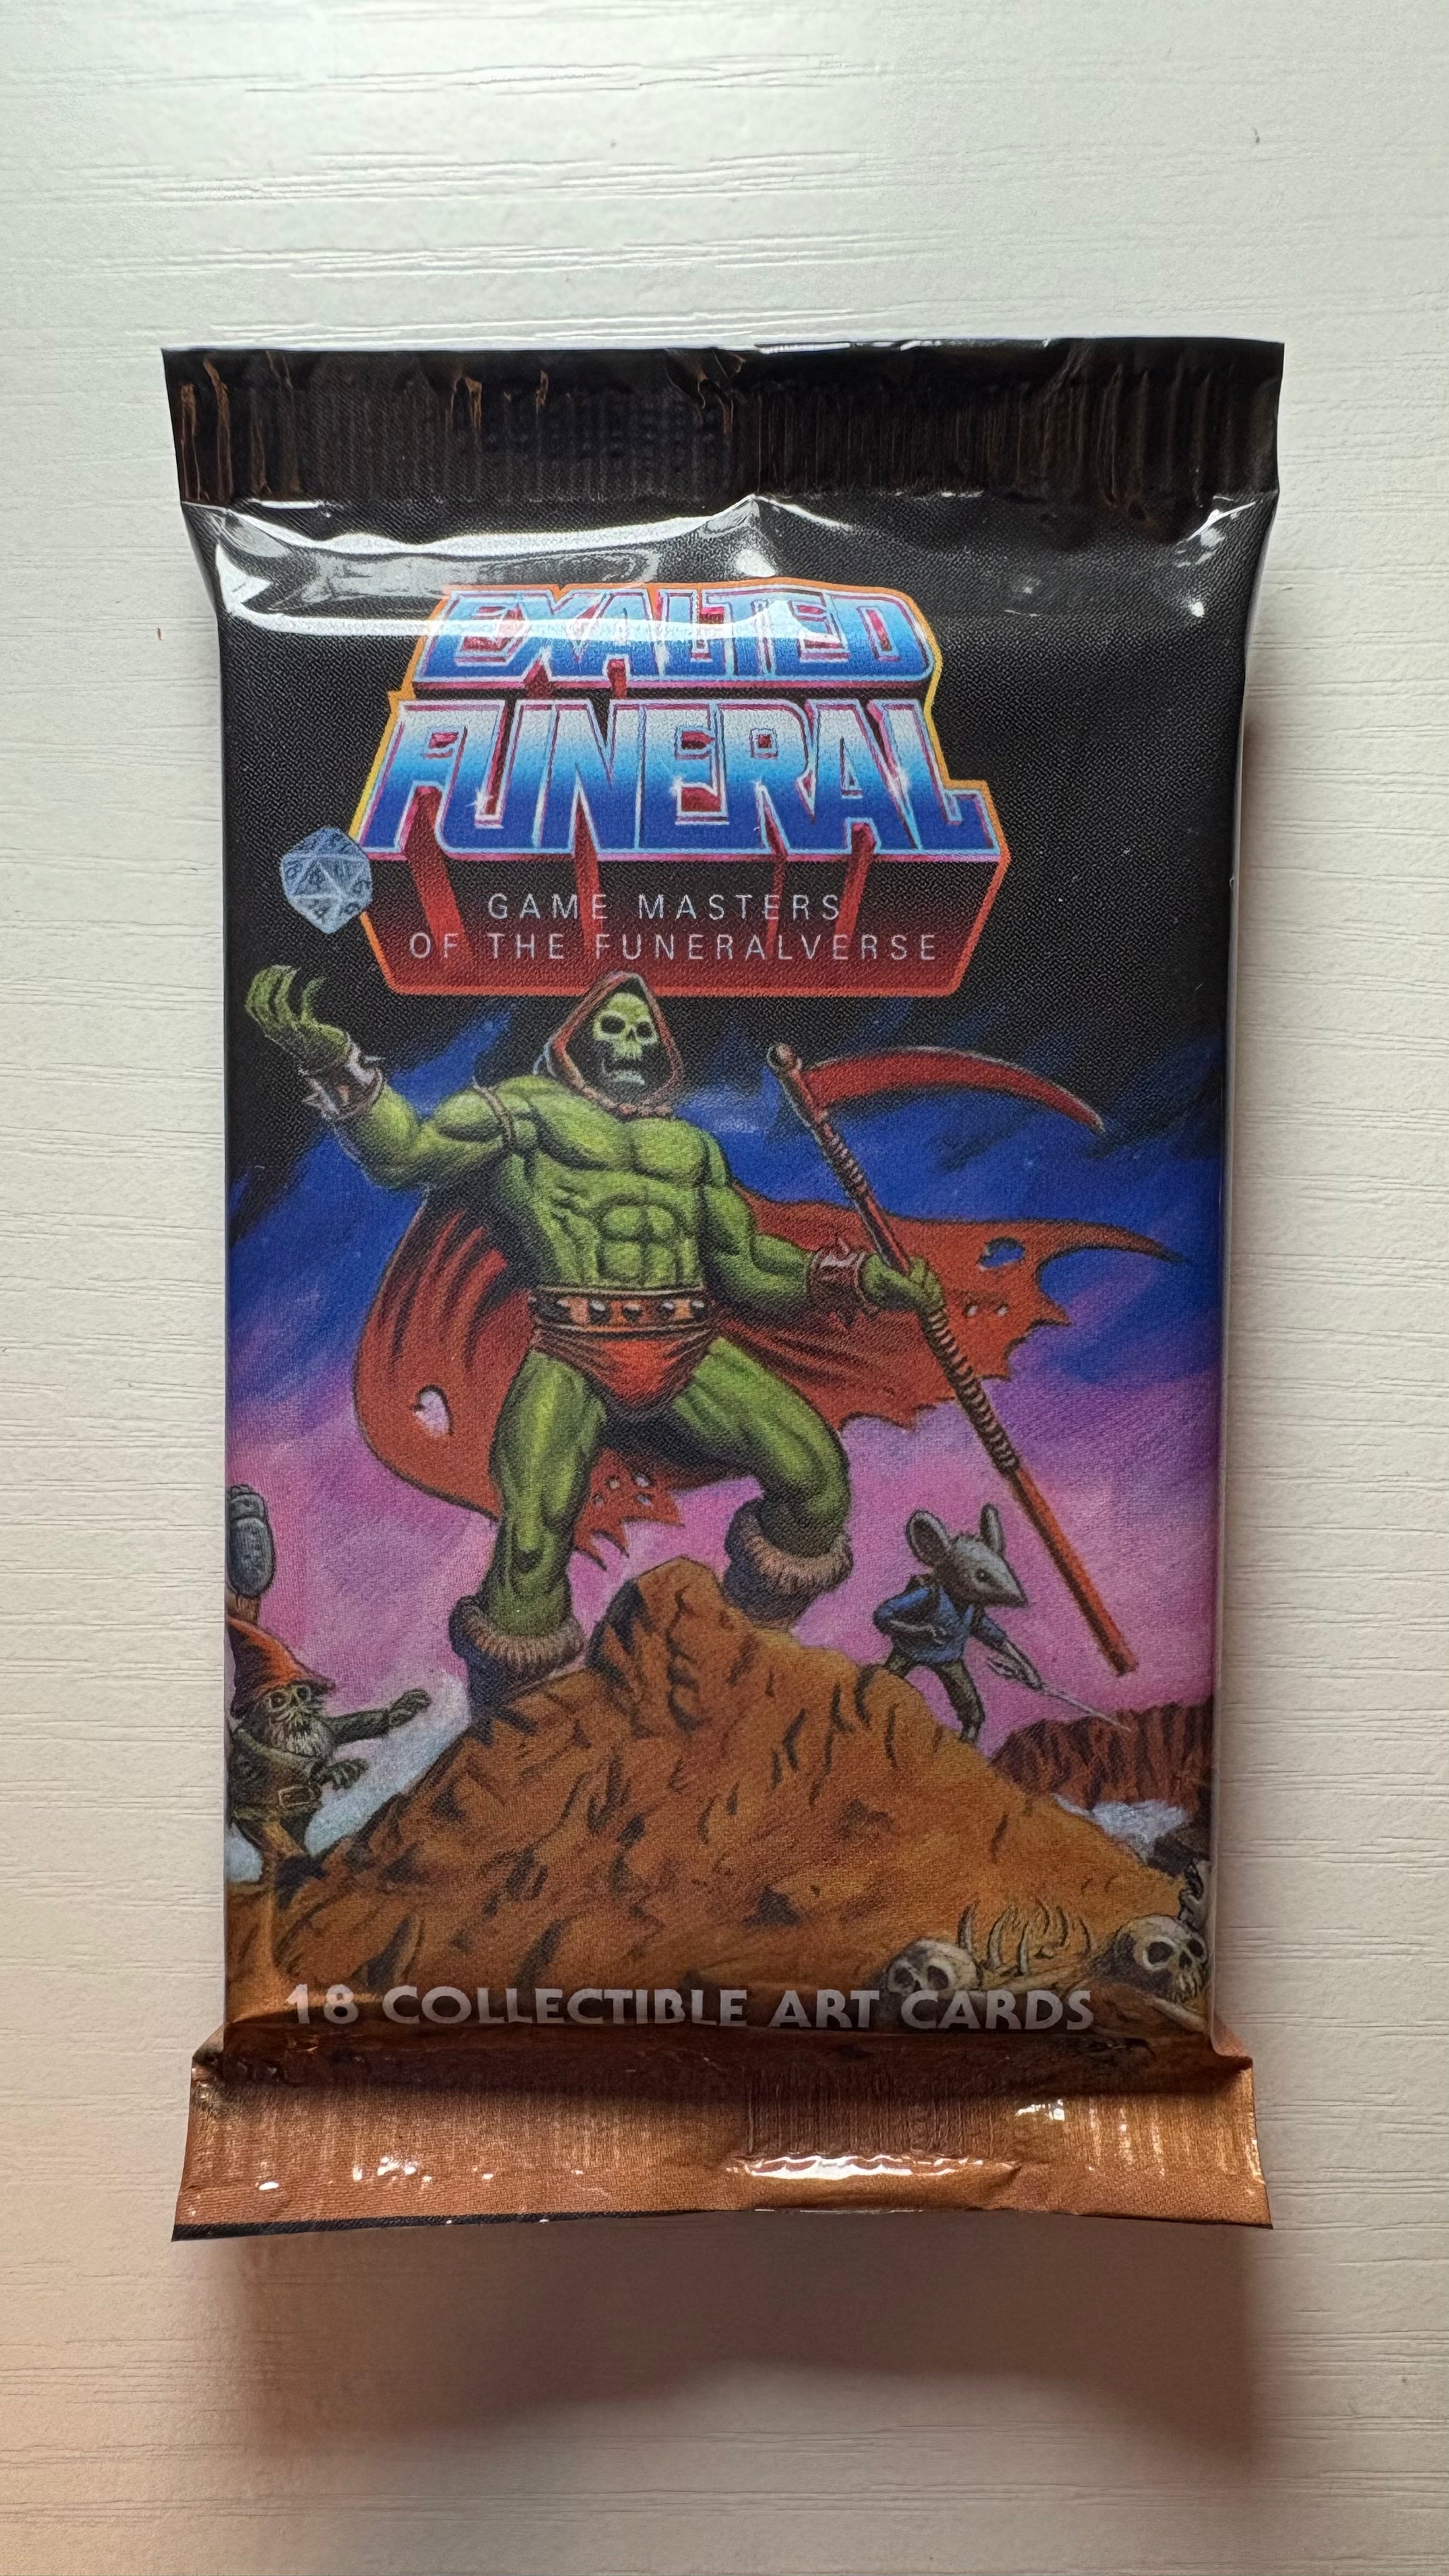 EXALTED
FUNERAL
GAME MASTERS
OF THE FUNERALVERSE
18 COLLECTIBLE ART CARDS